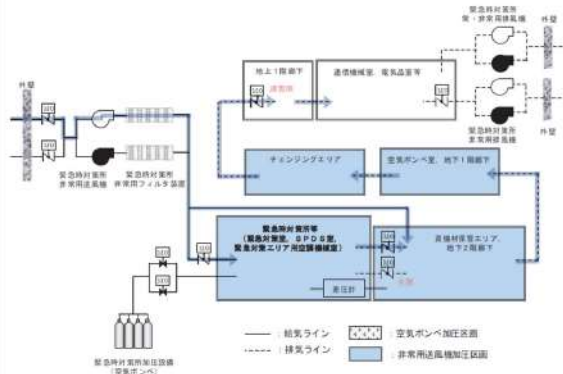 緊急時対策所
常・非常用排風機
外壁
地上1階廊下
通信機械室，電気品室等
緊急時対策所
非常用排風機
外壁
外壁
緊急時対策所
非常用送風機
緊急時対策所
非常用フィルタ装置
チェンジングエリア
空気ボンベ室，地下1階廊下
緊急時対策所等
（緊急対策室，SPDS室，
緊急対策エリア用空調機械室）
資機材保管エリア，
地下2階廊下
差圧計
緊急時対策所加圧設備
（空気ボンベ）
：給気ライン
：空気ボンベ加圧区画
：排気ライン
：非常用送風機加圧区画